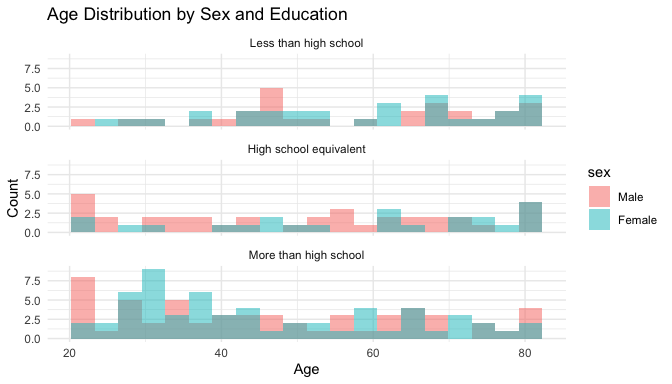 Age Distribution by Sex and Education
Less than high school
7.5
5.0
2.5
0.0
High school equivalent
7.5
5.0
2.5
0.0
More than high school
7.5
5.0
2.5
0.0
20 40 60 80
Age
Count
sex
Male
Female